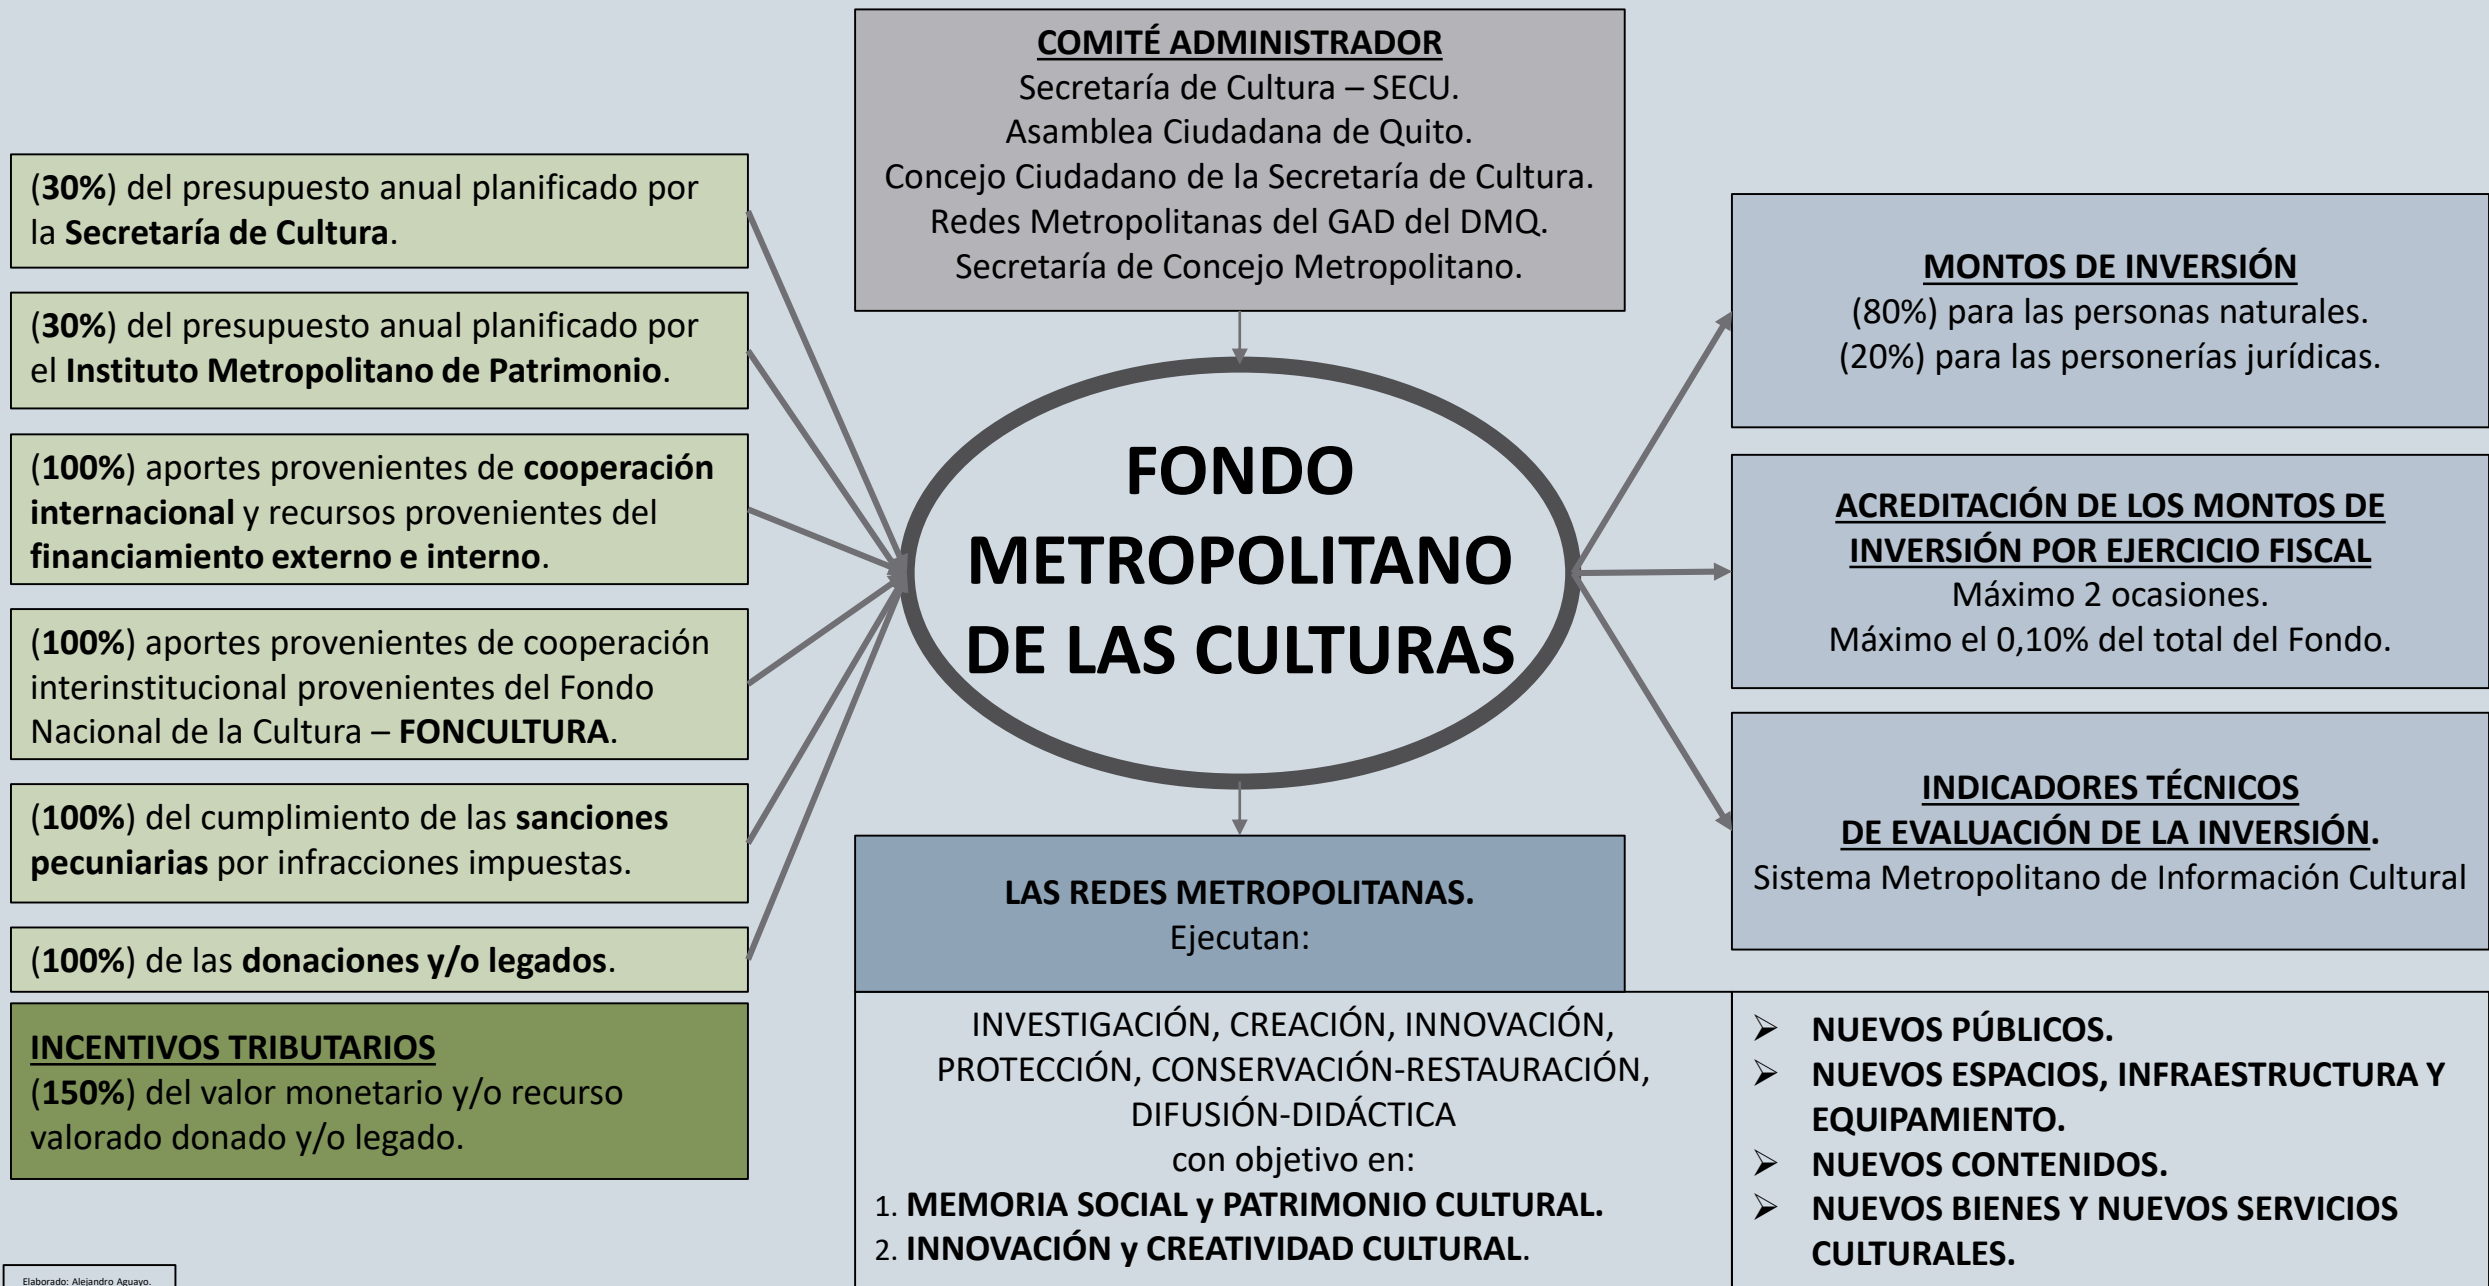 COMITÉ ADMINISTRADOR
Secretaría de Cultura – SECU.
Asamblea Ciudadana de Quito.
Concejo Ciudadano de la Secretaría de Cultura.
Redes Metropolitanas del GAD del DMQ.
Secretaría de Concejo Metropolitano.
(30%) del presupuesto anual planificado por
la Secretaría de Cultura.
(30%) del presupuesto anual planificado por
el Instituto Metropolitano de Patrimonio.
(100%) aportes provenientes de cooperación
internacional y recursos provenientes del
financiamiento externo e interno.
(100%) aportes provenientes de cooperación
interinstitucional provenientes del Fondo
Nacional de la Cultura – FONCULTURA.
(100%) del cumplimiento de las sanciones
pecuniarias por infracciones impuestas.
(100%) de las donaciones y/o legados.
INCENTIVOS TRIBUTARIOS
(150%) del valor monetario y/o recurso
valorado donado y/o legado.
FONDO
METROPOLITANO
DE LAS CULTURAS
MONTOS DE INVERSIÓN
(80%) para las personas naturales.
(20%) para las personerías jurídicas.
ACREDITACIÓN DE LOS MONTOS DE
INVERSIÓN POR EJERCICIO FISCAL
Máximo 2 ocasiones.
Máximo el 0,10% del total del Fondo.
INDICADORES TÉCNICOS
DE EVALUACIÓN DE LA INVERSIÓN.
Sistema Metropolitano de Información Cultural
LAS REDES METROPOLITANAS.
Ejecutan:
INVESTIGACIÓN, CREACIÓN, INNOVACIÓN,
PROTECCIÓN, CONSERVACIÓN-RESTAURACIÓN,
DIFUSIÓN-DIDÁCTICA
con objetivo en:
1. MEMORIA SOCIAL y PATRIMONIO CULTURAL.
2. INNOVACIÓN y CREATIVIDAD CULTURAL.
➢ NUEVOS PÚBLICOS.
➢ NUEVOS ESPACIOS, INFRAESTRUCTURA Y
EQUIPAMIENTO.
➢ NUEVOS CONTENIDOS.
➢ NUEVOS BIENES Y NUEVOS SERVICIOS
CULTURALES.
Elaborado: Alejandro Aguayo.